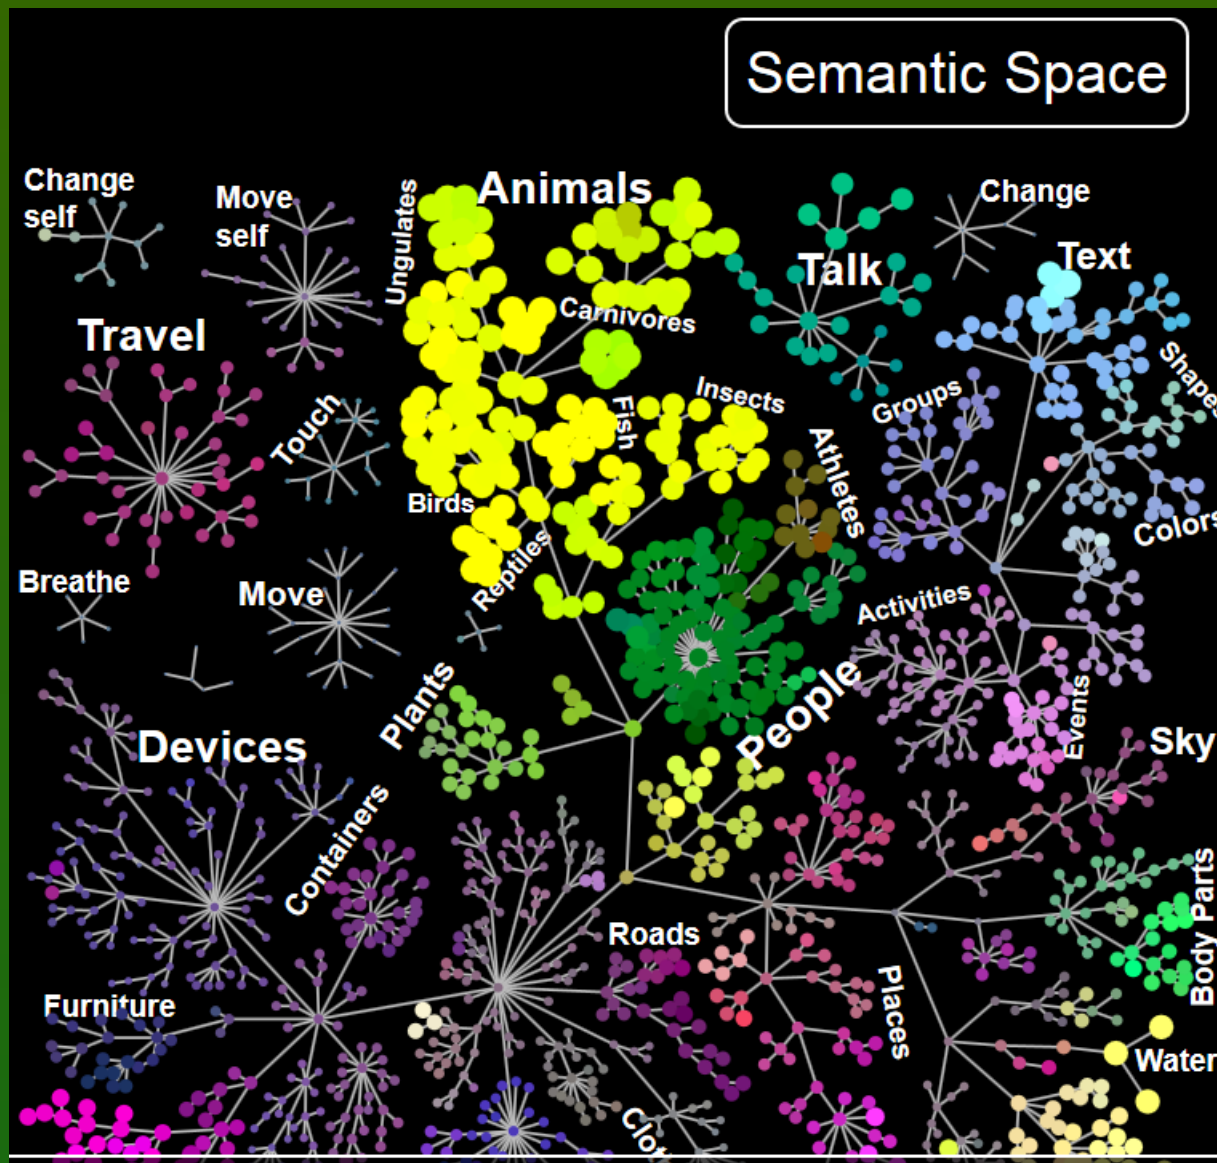 Semantic Space
Change
self
Move
self
Ungulates
Animals
Carnivores
Talk
Change
Text
Shapes
Travel
Touch
Fish
Insects
Groups
Athletes
Birds
Colors
Reptiles
Breathe
Move
Activities
Plants
People
Events
Sky
Devices
Containers
Body Parts
Roads
Places
Furniture
Water
Clot